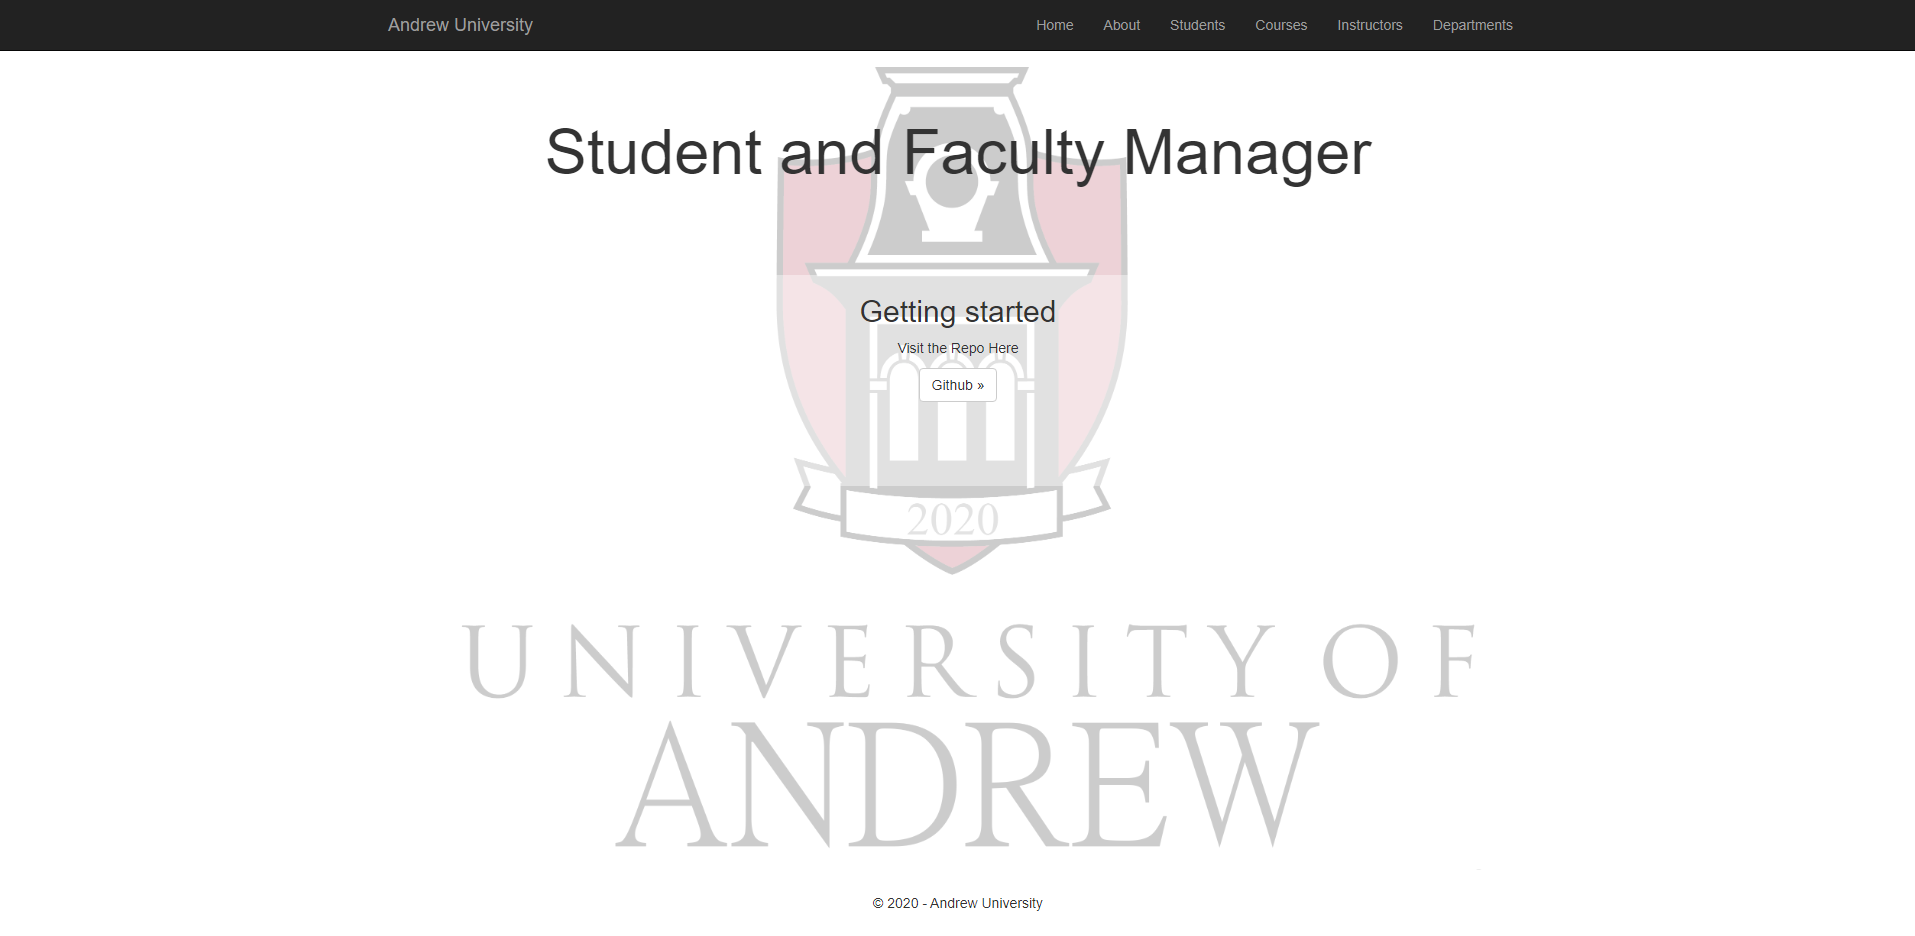 Andrew University
Home About Students Courses Instructors Departments
Student and Faculty Manager
Getting started
Visit the Repo Here
Github »
2020
UNIVERSITY OF
ANDREW
© 2020 - Andrew University